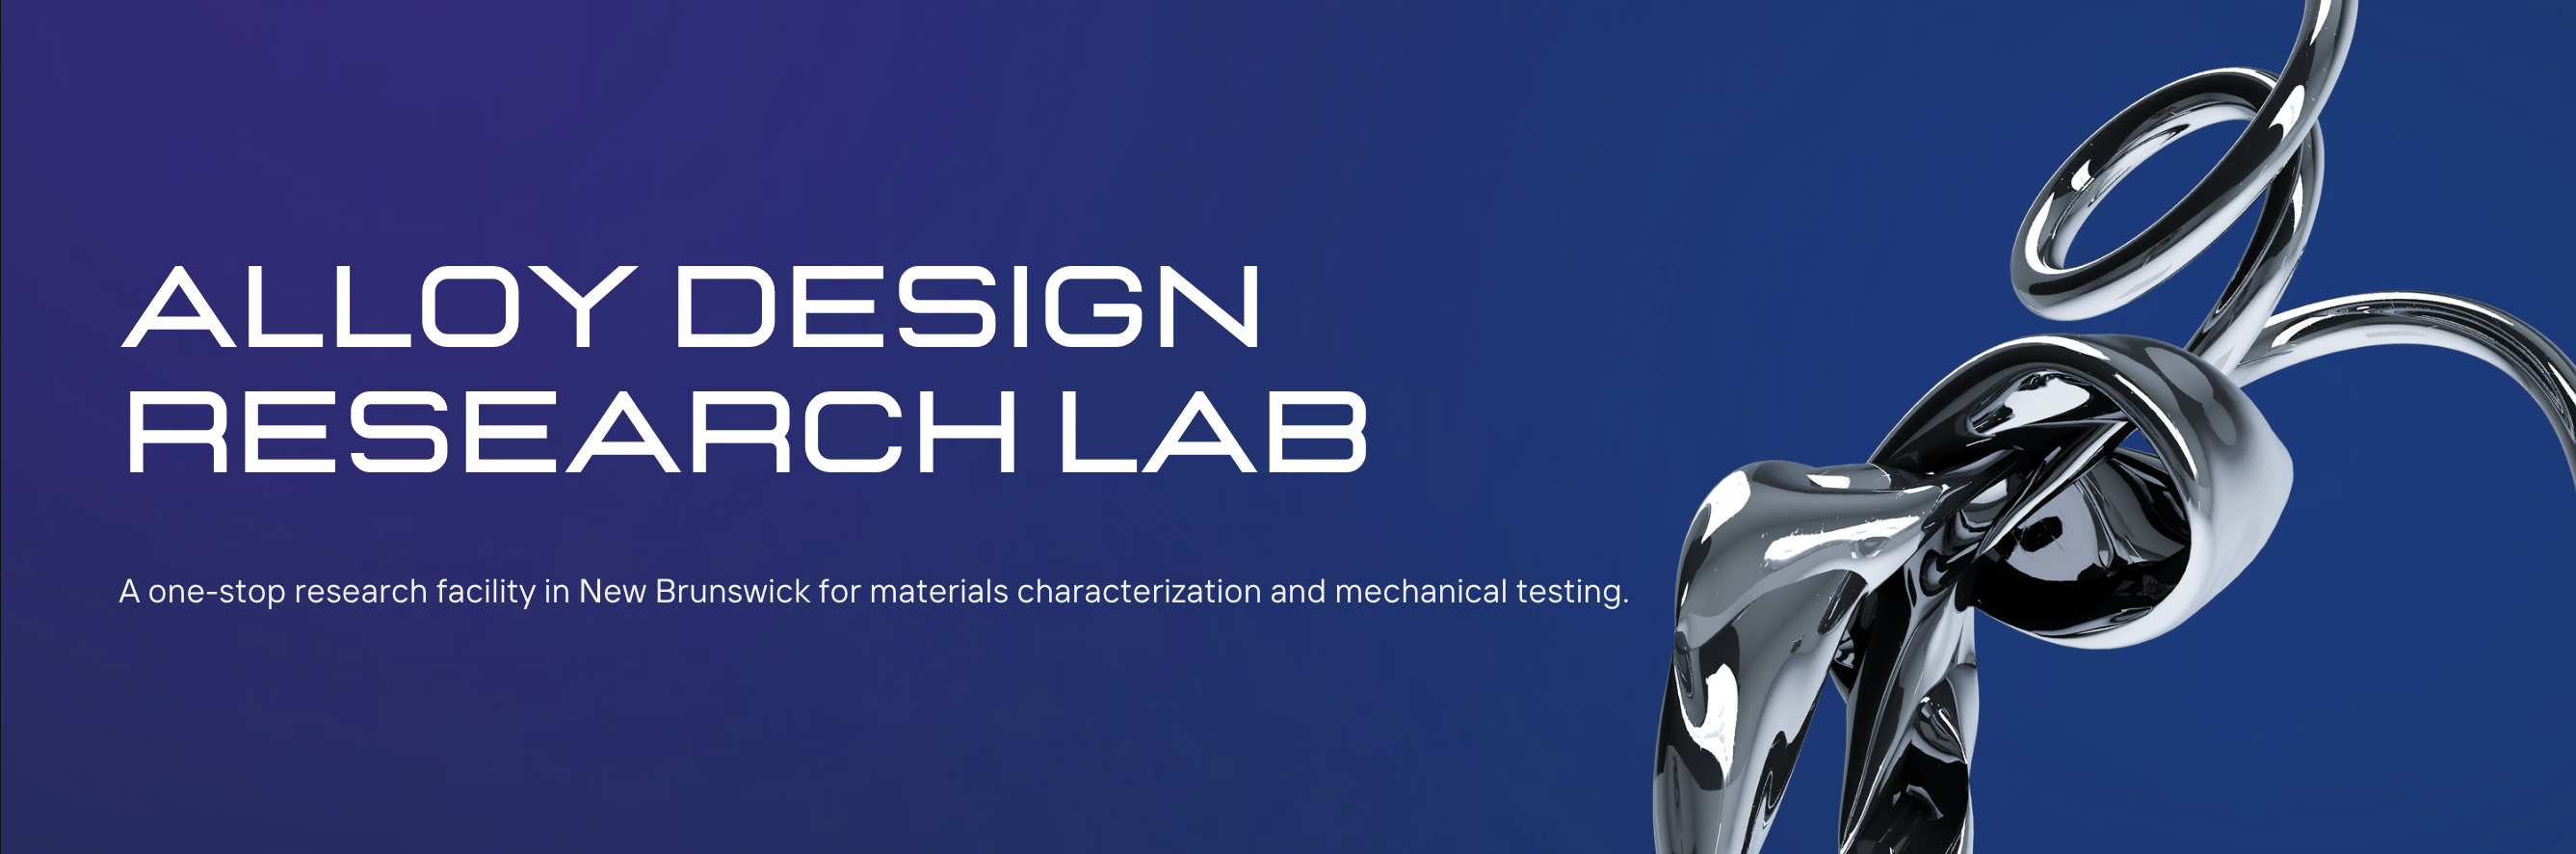 ALLOY DESIGN
RESEARCH LAB
A one-stop research facility in New Brunswick for materials characterization and mechanical testing.